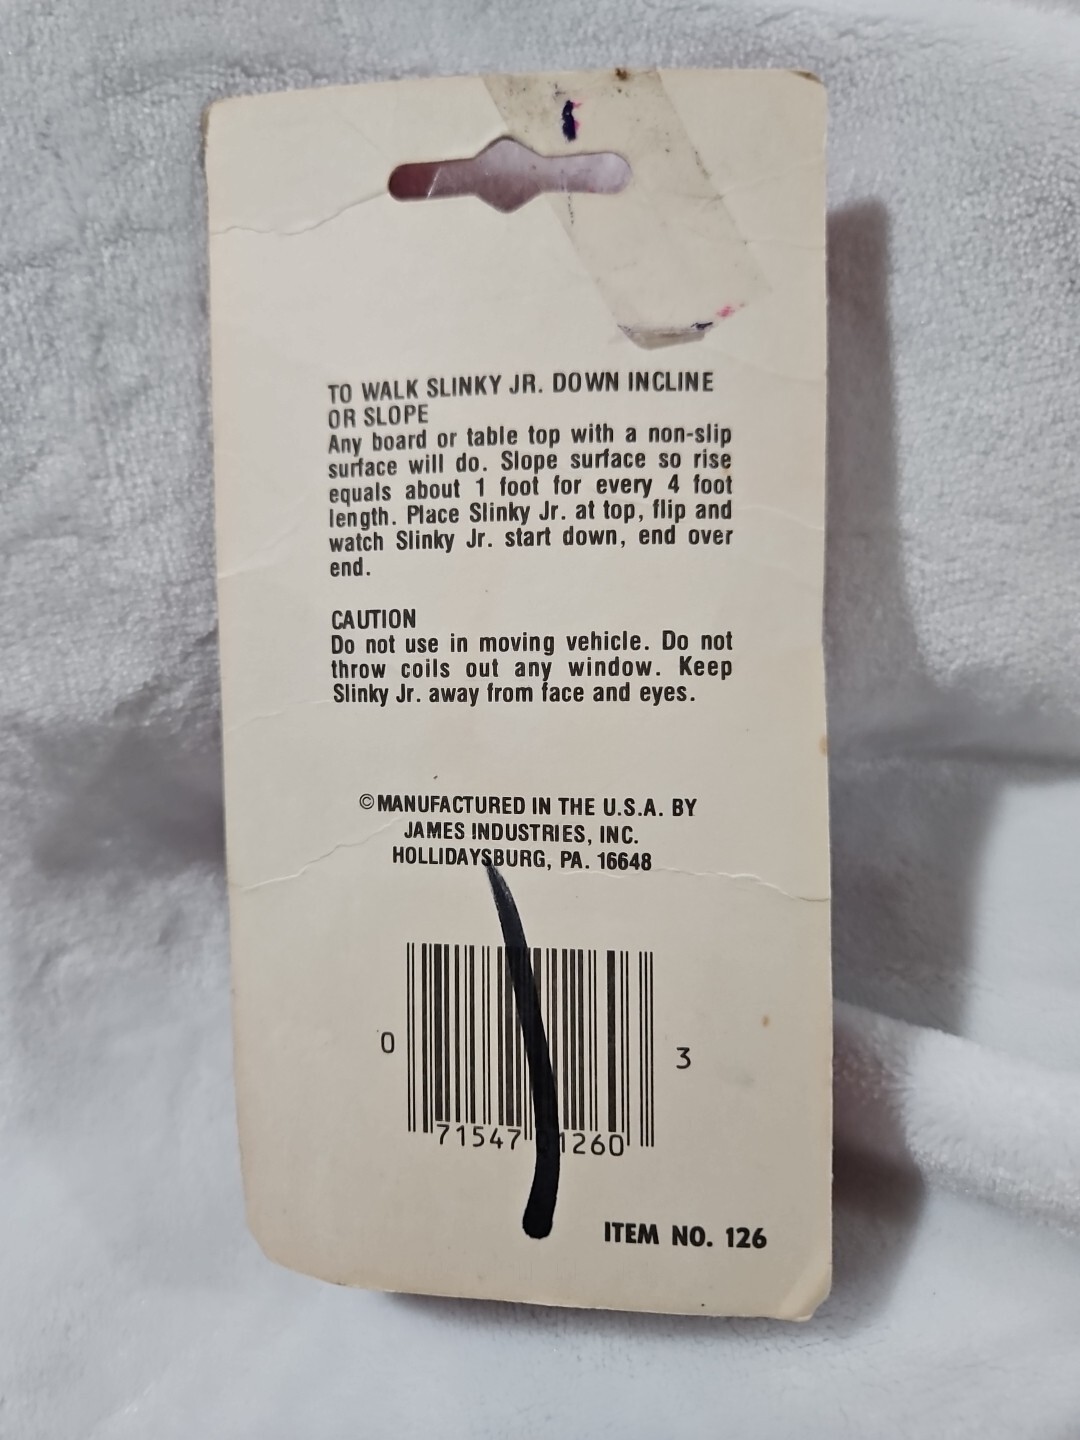 TO WALK SLINKY JR. DOWN INCLINE
OR SLOPE
Any board or table top with a non-slip
surface will do. Slope surface so rise
equals about 1 foot for every 4 foot
length. Place Slinky Jr. at top, flip and
watch Slinky Jr. start down, end over
end.
CAUTION
Do not use in moving vehicle. Do not
throw coils out any window. Keep
Slinky Jr. away from face and eyes.
©MANUFACTURED IN THE U.S.A. BY
JAMES INDUSTRIES, INC.
HOLLIDAYSBURG, PA. 16648
0 3
71547 1260
ITEM NO. 126